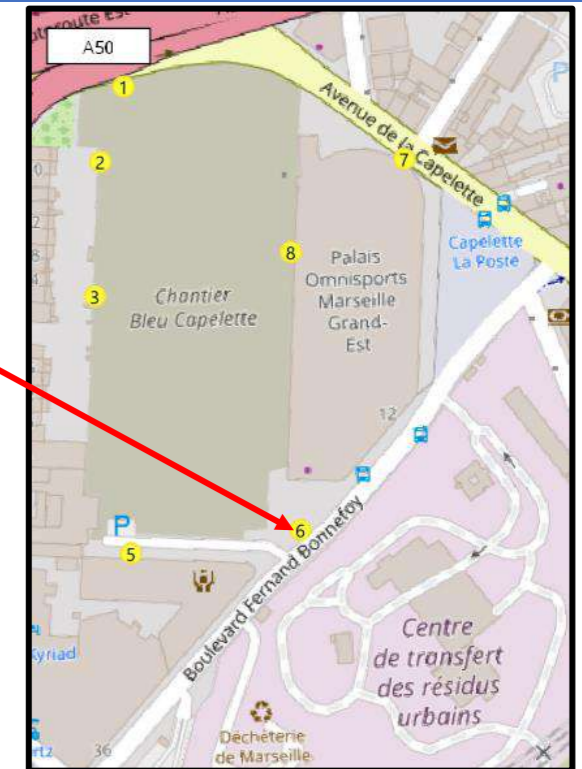 Autoroute Est
A50
1
Avenue de la Capelette
2
7
P
Capelette
La Poste
8
Palais
Omnisports
Marseille
Grand-
Est
3
Chantier
Bleu Capelette
12
P
6
5
Boulevard Fernand Bonnefoy
Centre
de transfert
des résidus
urbains
Kyriad
Déchèterie
de Marseille
36